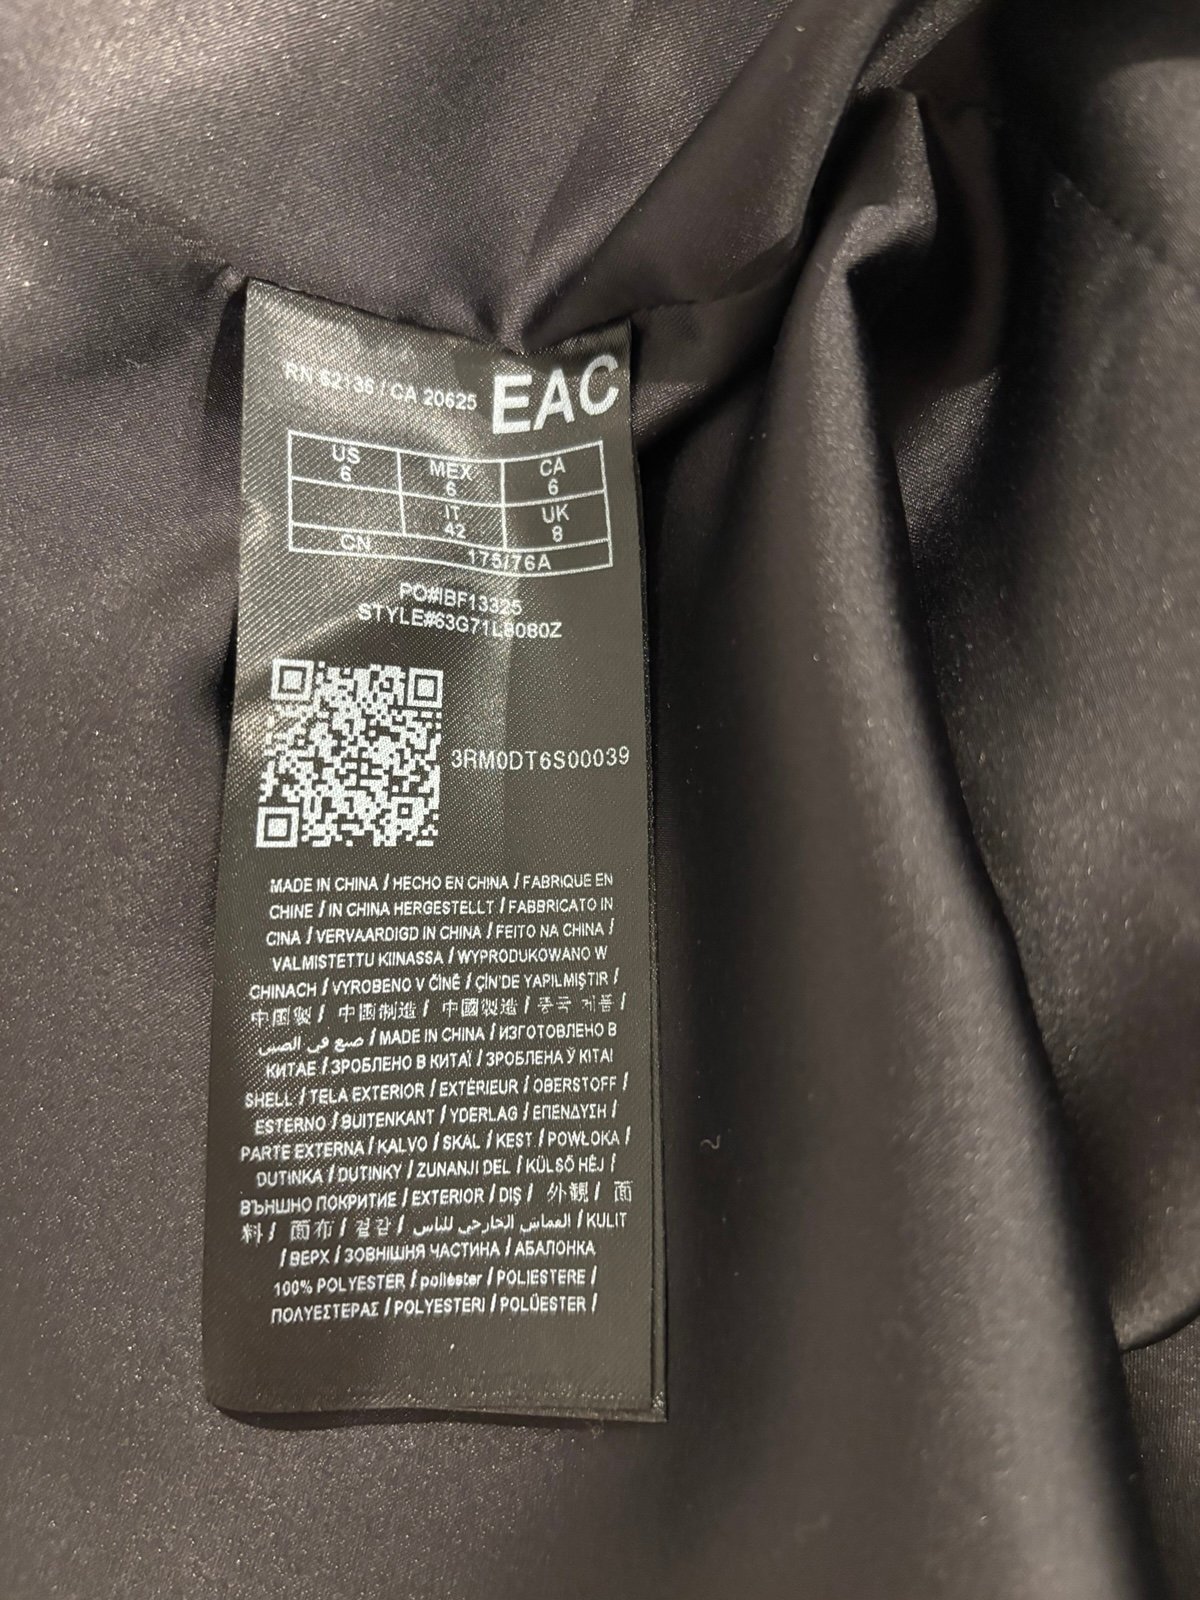 RN 62136 / CA 20625
EAC
US MEX CA
6 6 6
IT UK
42 8
CN 175/76A
PO#IBF13325
STYLE#63G71LB080Z
3RM0DT6S00039
MADE IN CHINA / HECHO EN CHINA / FABRIQUE EN
CHINE / IN CHINA HERGESTELLT / FABBRICATO IN
CINA / VERVAARDIGD IN CHINA / FEITO NA CHINA /
VALMISTETTU KIINASSA / WYPRODUKOWANO W
CHINACH / VYROBENO V ČÍNĚ / ÇİN'DE YAPILMIŞTIR /
中国製 / 中国制造 / 中國製造 / 중국 제품 /
صنع في الصين / MADE IN CHINA / ИЗГОТОВЛЕНО В
КИТАЕ / ЗРОБЛЕНО В КИТАЇ / ЗРОБЛЕНА Ў КІТАІ
SHELL / TELA EXTERIOR / EXTÉRIEUR / OBERSTOFF /
ESTERNO / BUITENKANT / YDERLAG / ΕΠΕΝΔΥΣΗ /
PARTE EXTERNA / KALVO / SKAL / KEST / POWŁOKA /
DUTINKA / DUTINKY / ZUNANJI DEL / KÜLSŐ HÉJ /
ВЪНШНО ПОКРИТИЕ / EXTERIOR / DIŞ / 外観 / 面
料 / 面布 / 겉감 / القماش الخارجي للناس / KULIT
/ ВЕРХ / ЗОВНІШНЯ ЧАСТИНА / АБАЛОНКА
100% POLYESTER / poliéster / POLIESTERE /
ΠΟΛΥΕΣΤΕΡΑΣ / POLYESTERI / POLÜESTER /